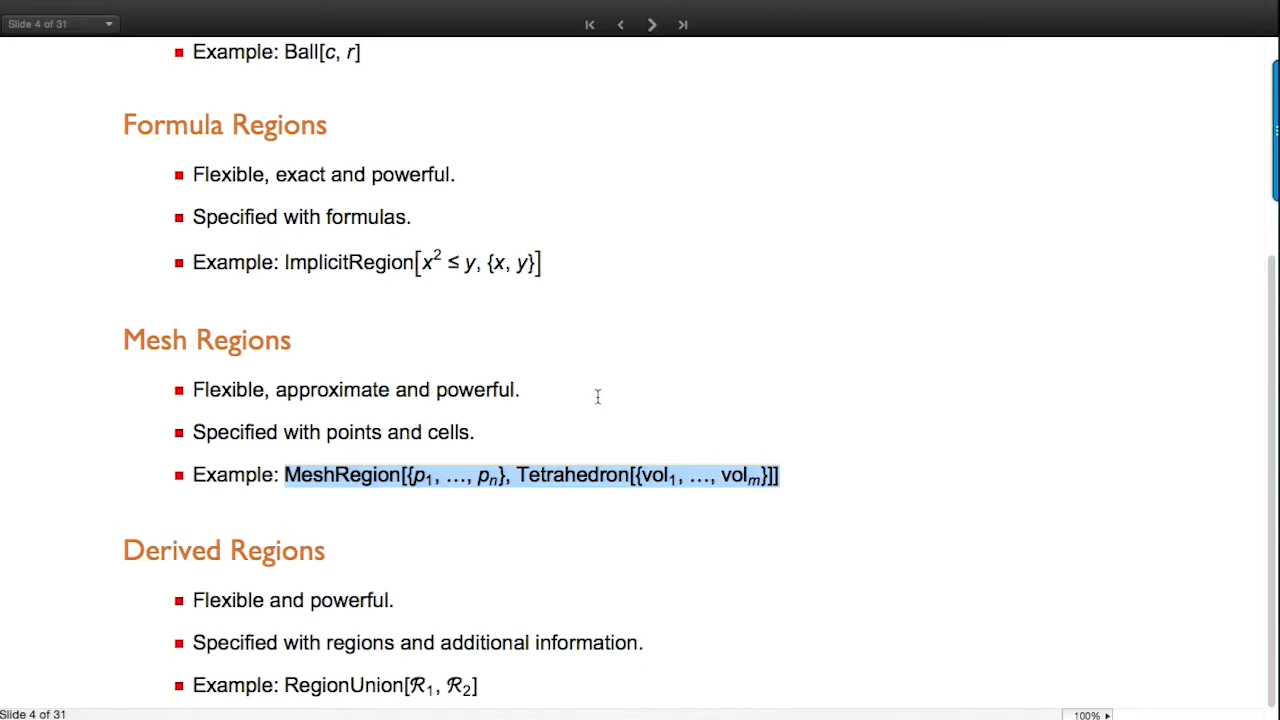 Slide 4 of 31
Example: Ball[c, r]
Formula Regions
Flexible, exact and powerful.
Specified with formulas.
Example: ImplicitRegion[x² ≤ y, {x, y}]
Mesh Regions
Flexible, approximate and powerful.
Specified with points and cells.
Example: MeshRegion[{p₁, …, pₙ}, Tetrahedron[{vol₁, …, volₘ}]]
Derived Regions
Flexible and powerful.
Specified with regions and additional information.
Example: RegionUnion[ℛ₁, ℛ₂]
Slide 4 of 31
100%